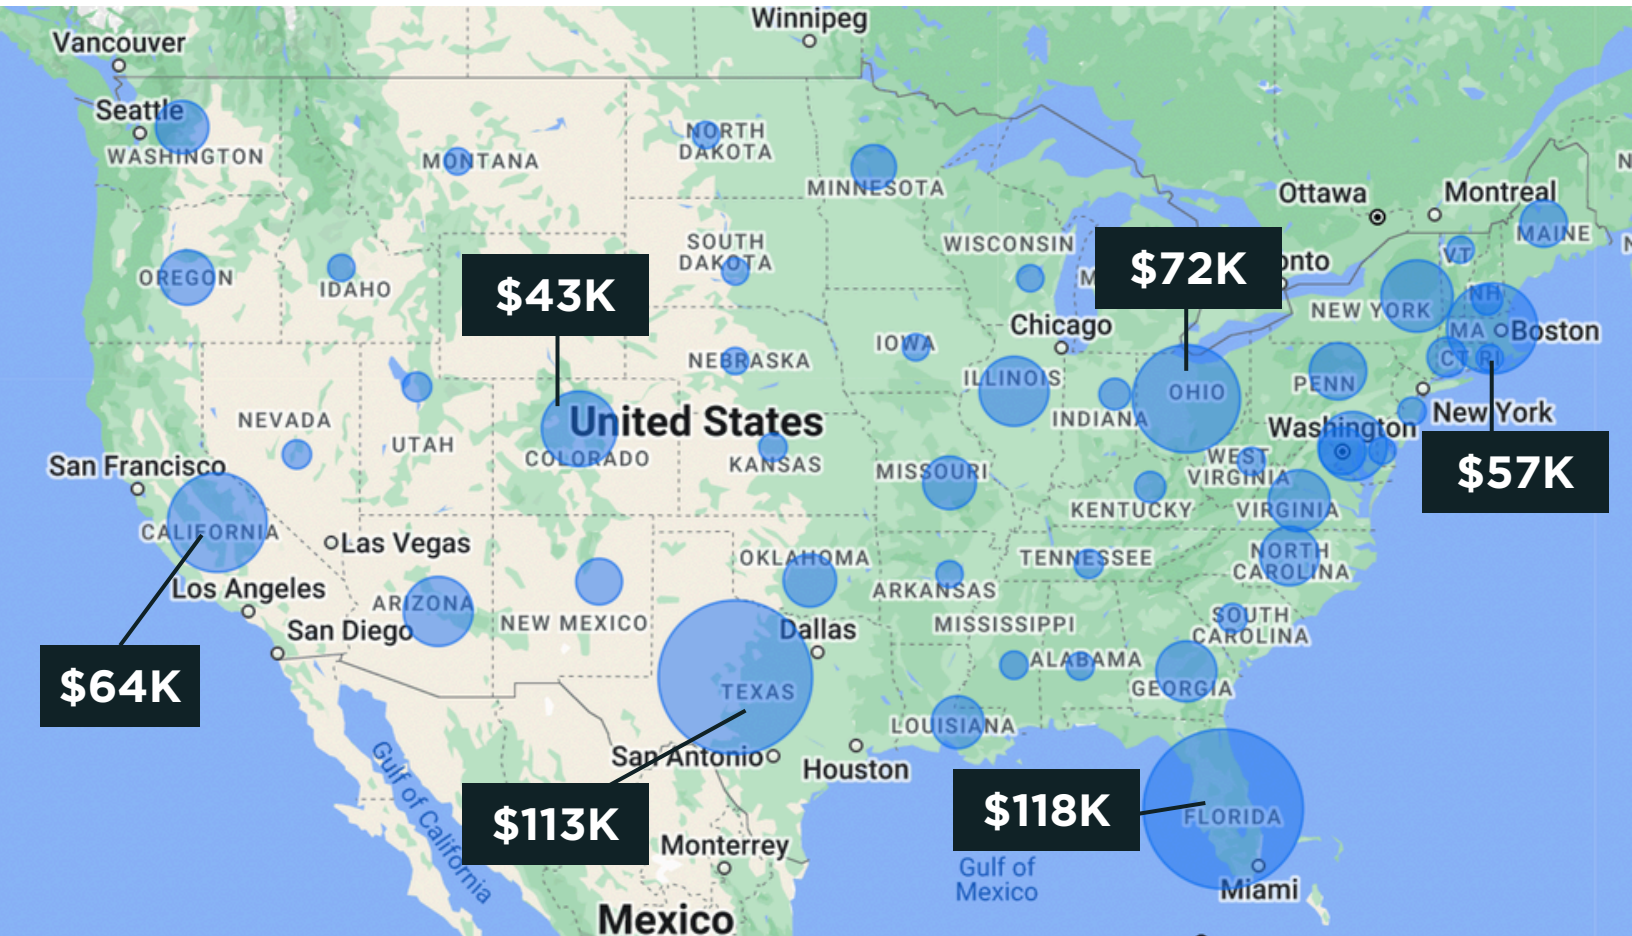 Winnipeg
Vancouver
Seattle
WASHINGTON
MONTANA
NORTH
DAKOTA
MINNESOTA
Ottawa
Montreal
MAINE
OREGON
IDAHO
SOUTH
DAKOTA
WISCONSIN
M
$72K
onto
VT
NEW YORK
NH
MA
Boston
$43K
Chicago
IOWA
NEBRASKA
ILLINOIS
INDIANA
OHIO
PENN
CT
RI
New York
Washington
NEVADA
UTAH
United States
COLORADO
KANSAS
MISSOURI
WEST
VIRGINIA
KENTUCKY
VIRGINIA
$57K
San Francisco
CALIFORNIA
Las Vegas
OKLAHOMA
TENNESSEE
NORTH
CAROLINA
Los Angeles
ARIZONA
NEW MEXICO
ARKANSAS
SOUTH
CAROLINA
San Diego
Dallas
MISSISSIPPI
ALABAMA
GEORGIA
$64K
TEXAS
LOUISIANA
San Antonio
Houston
Gulf of California
$113K
$118K
FLORIDA
Monterrey
Gulf of
Mexico
Miami
Mexico
N
N